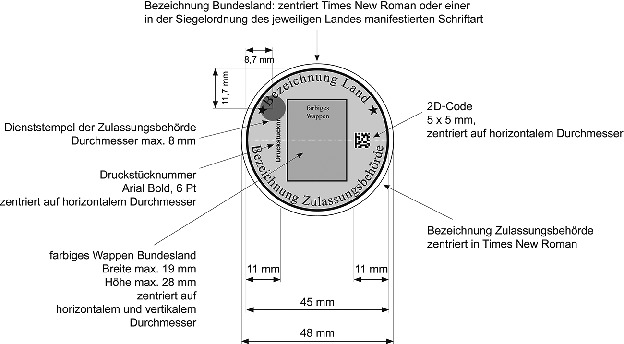 Bezeichnung Bundesland: zentriert Times New Roman oder einer
in der Siegelordnung des jeweiligen Landes manifestierten Schriftart
8,7 mm
11,7 mm
Bezeichnung Land
farbiges
Wappen
Druckstücknr.
Bezeichnung Zulassungsbehörde
2D-Code
5 x 5 mm,
zentriert auf horizontalem Durchmesser
Dienststempel der Zulassungsbehörde
Durchmesser max. 8 mm
Druckstücknummer
Arial Bold, 6 Pt
zentriert auf horizontalem Durchmesser
Bezeichnung Zulassungsbehörde
zentriert in Times New Roman
farbiges Wappen Bundesland
Breite max. 19 mm
Höhe max. 28 mm
zentriert auf
horizontalem und vertikalem
Durchmesser
11 mm
11 mm
45 mm
48 mm